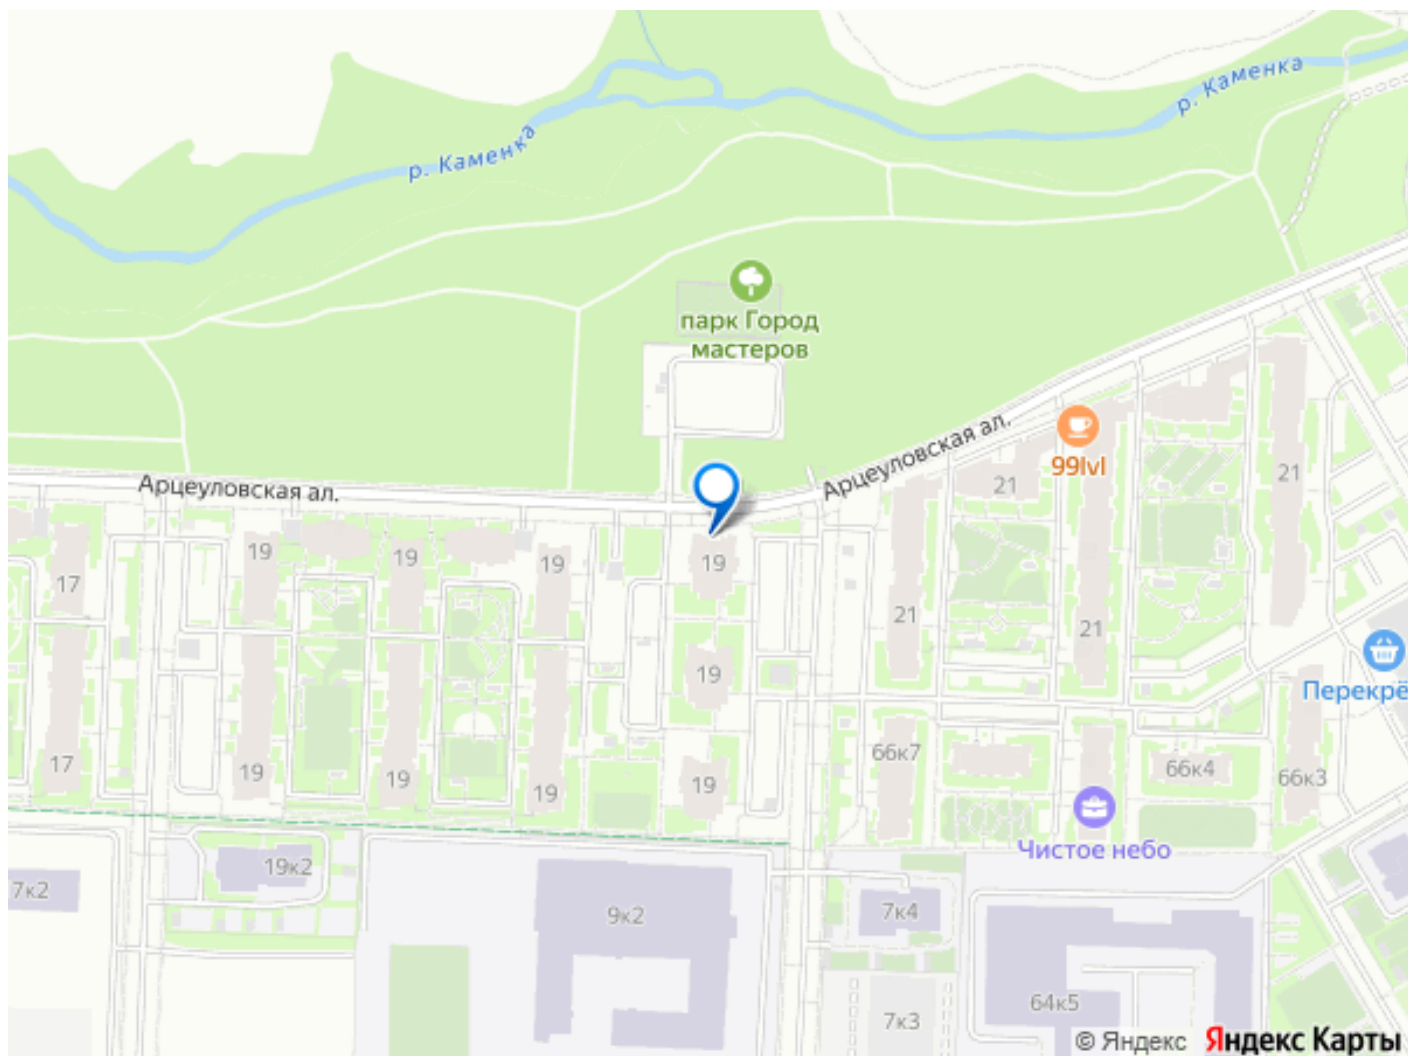 р. Каменка
р. Каменка
парк Город
мастеров
Арцеуловская ал.
99lvl
21
21
Арцеуловская ал.
19
19
19
19
17
21
21
19
Перекрё
66к7
66к4
66к3
17
19
19
19
19
Чистое небо
19к2
7к2
9к2
7к4
64к5
7к3
© Яндекс Яндекс Карты